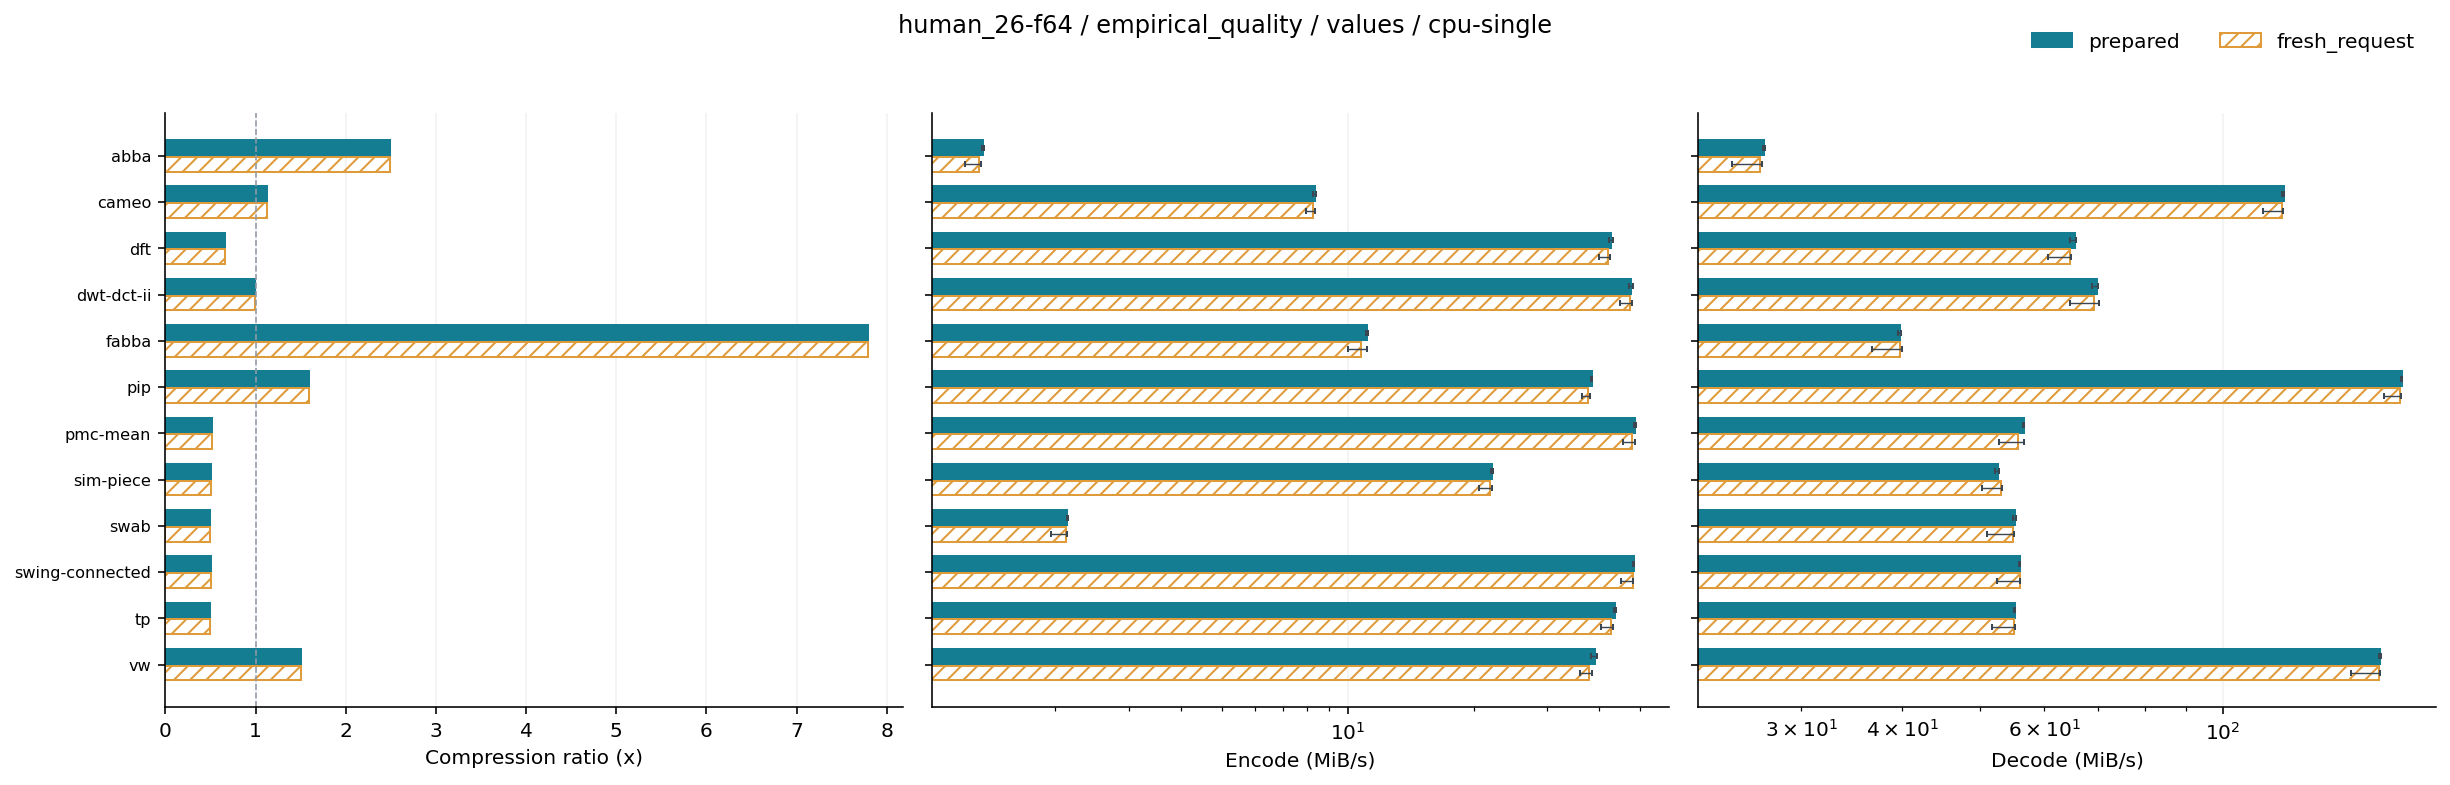 human_26-f64 / empirical_quality / values / cpu-single
prepared
fresh_request
abba
cameo
dft
dwt-dct-ii
fabba
pip
pmc-mean
sim-piece
swab
swing-connected
tp
vw
0 1 2 3 4 5 6 7 8
Compression ratio (x)
10¹
Encode (MiB/s)
3 × 10¹ 4 × 10¹ 6 × 10¹ 10²
Decode (MiB/s)